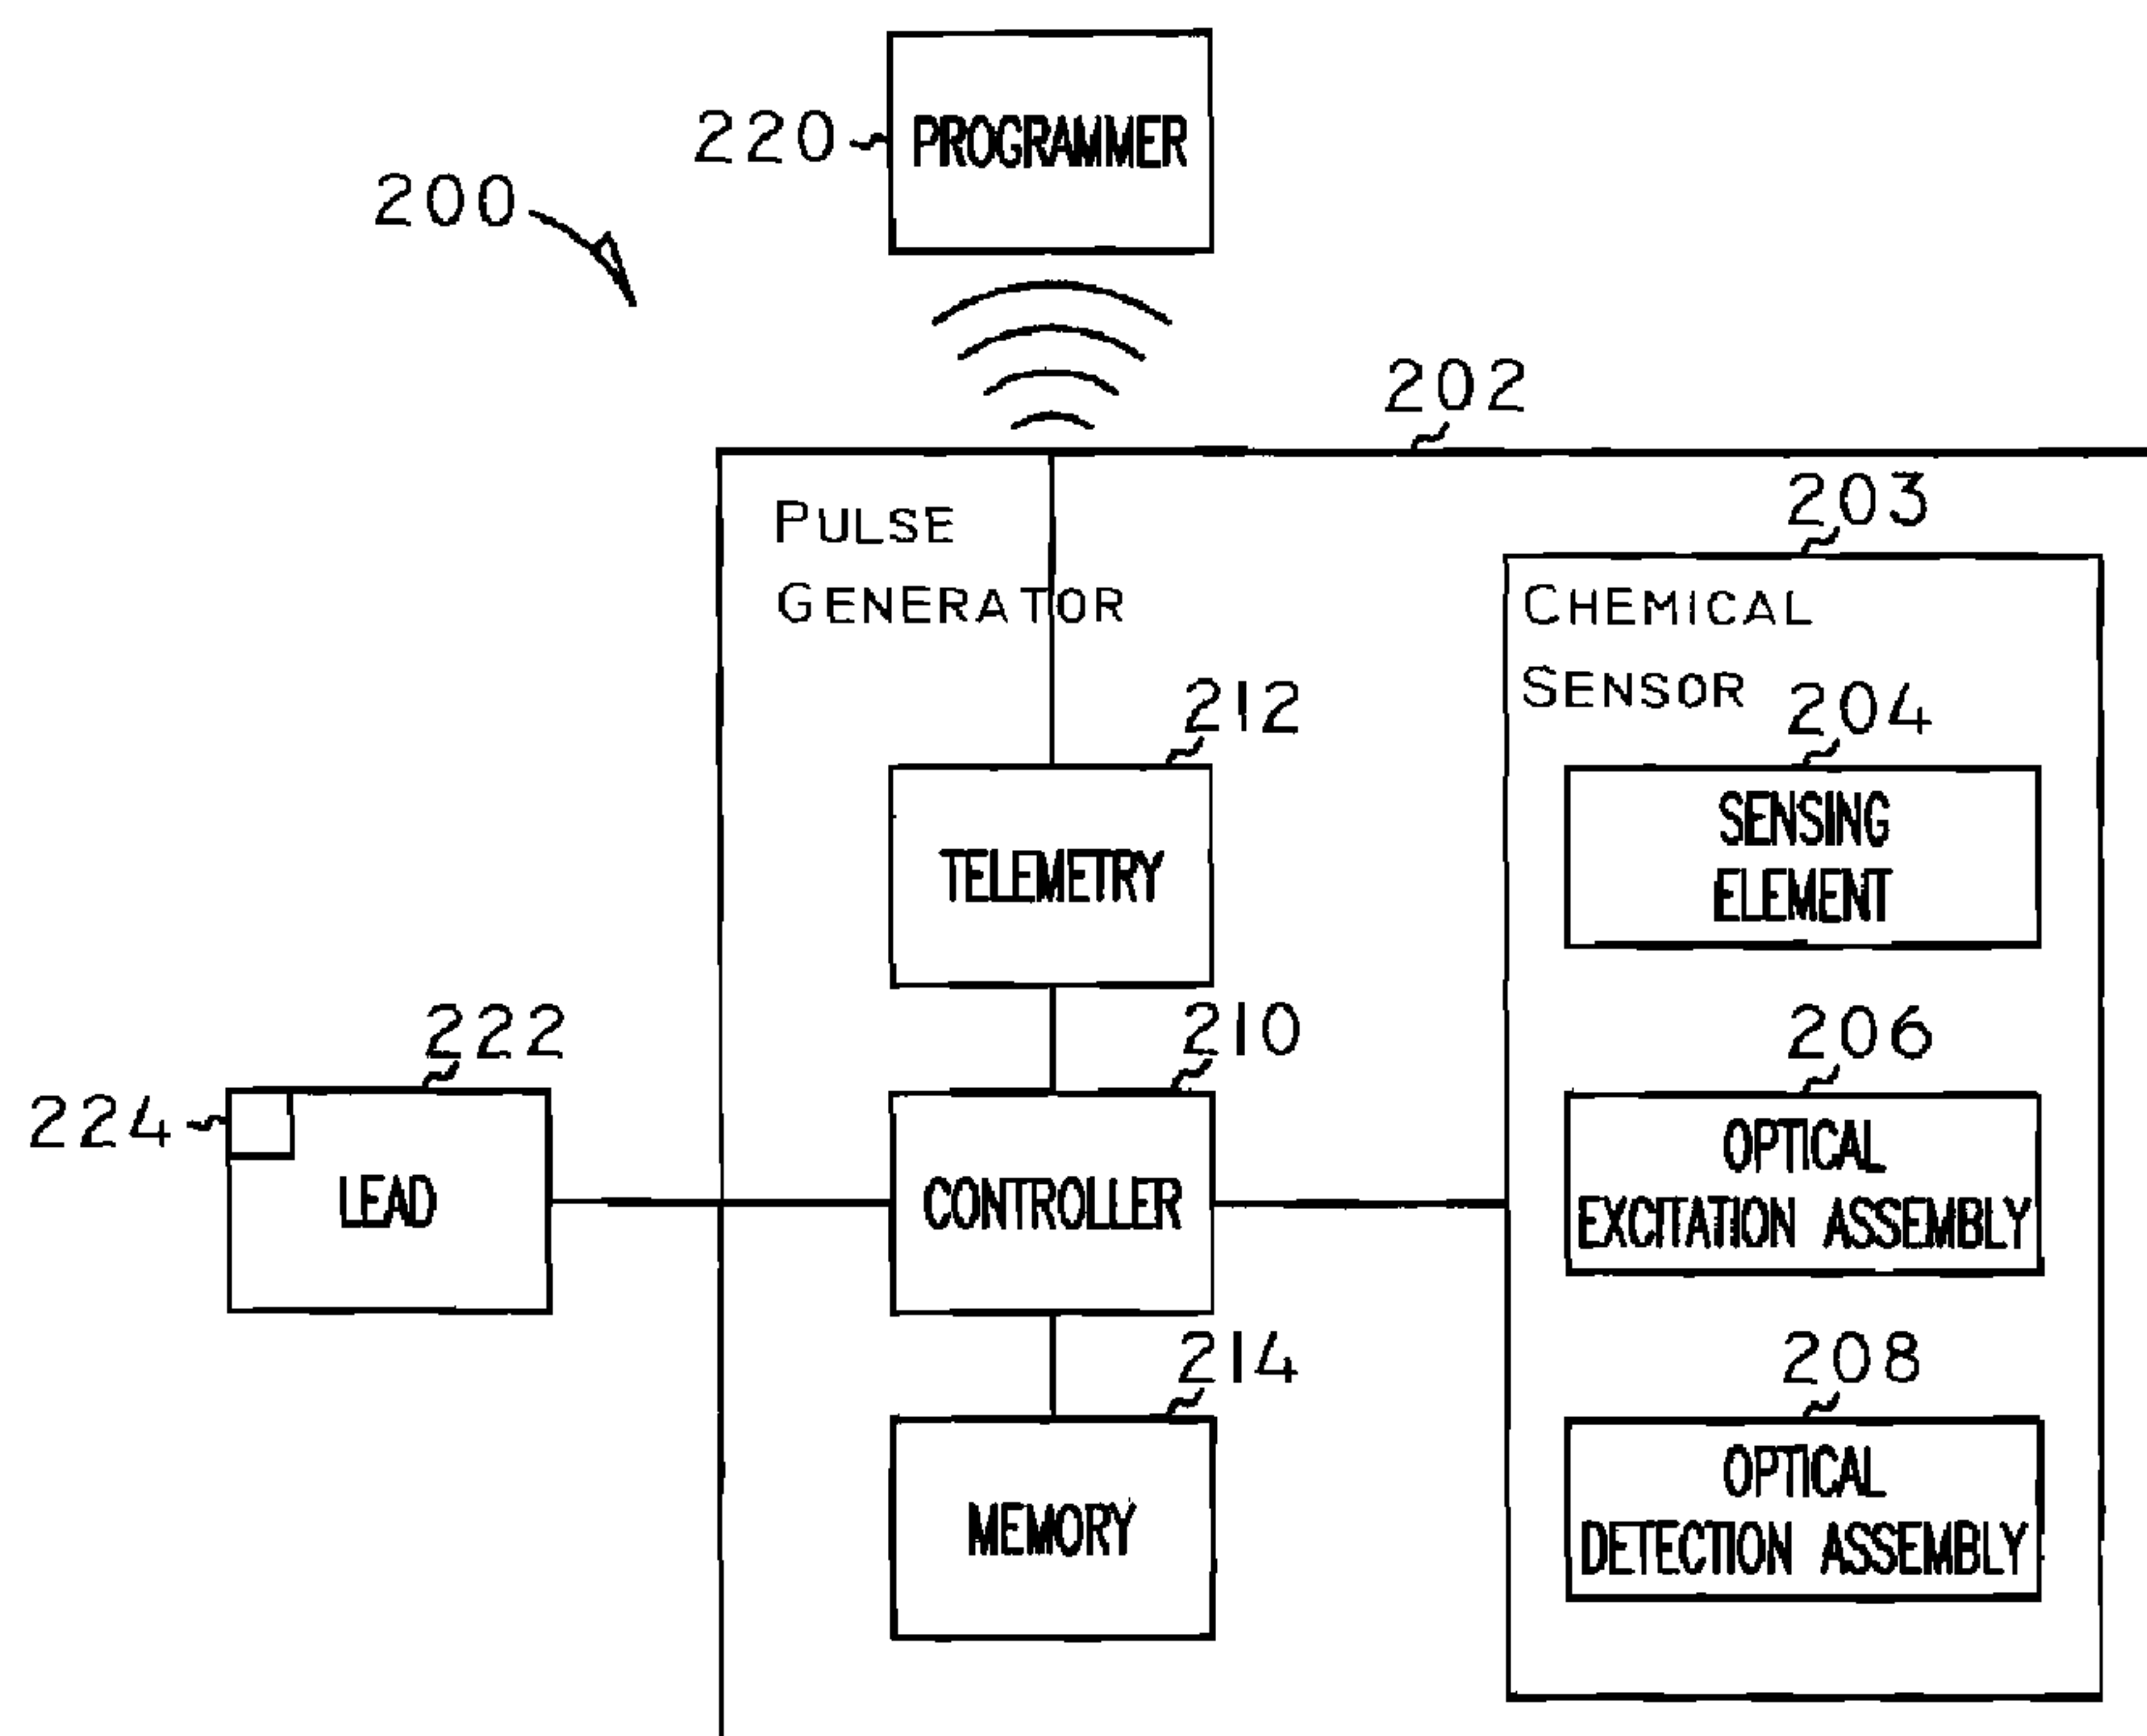 220
PROGRAMMER
200
202
PULSE
GENERATOR
203
CHEMICAL
SENSOR
212
204
TELEMETRY
SENSING
ELEMENT
222
210
206
224
LEAD
CONTROLLER
OPTICAL
EXCITATION ASSEMBLY
214
208
MEMORY
OPTICAL
DETECTION ASSEMBLY